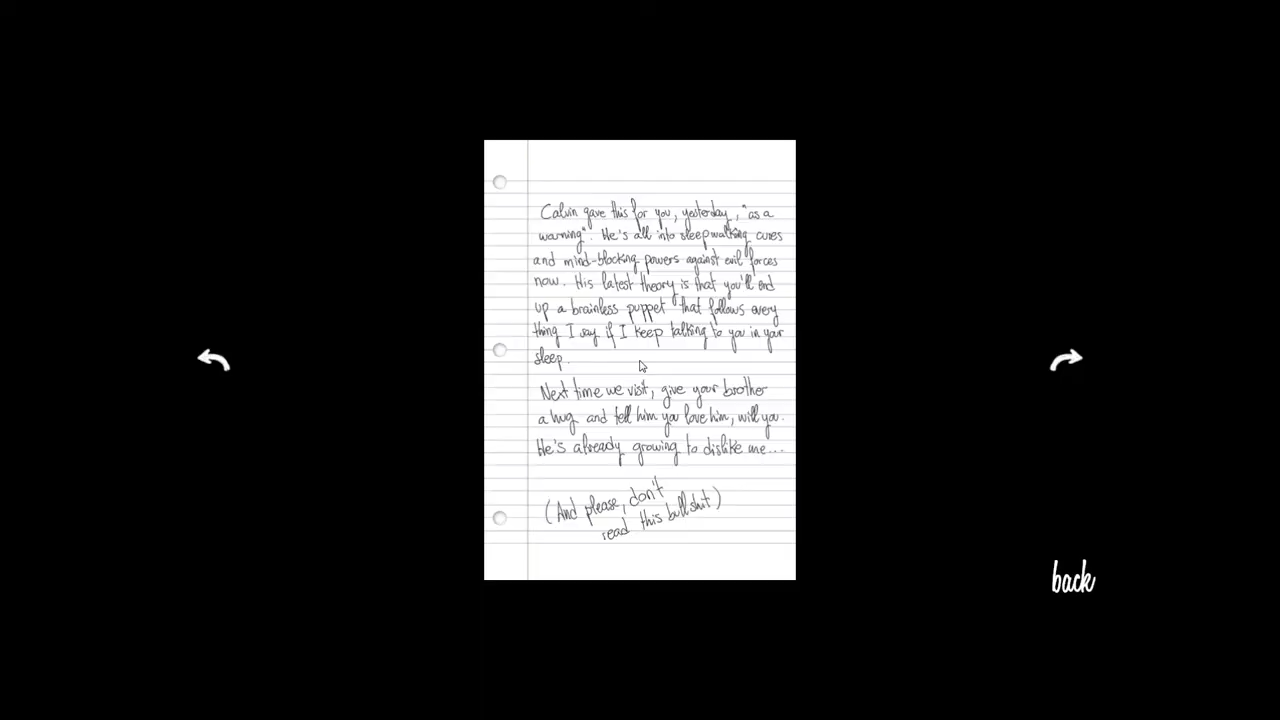 Calvin gave this for you, yesterday, "as a
warning". He's all into sleepwalking cures
and mind-blocking powers against evil forces
now. His latest theory is that you'll end
up a brainless puppet that follows every
thing I say if I keep talking to you in your
sleep.
Next time we visit, give your brother
a hug and tell him you love him, will you.
He's already growing to dislike me...
(And please, don't
read this bullshit)
back